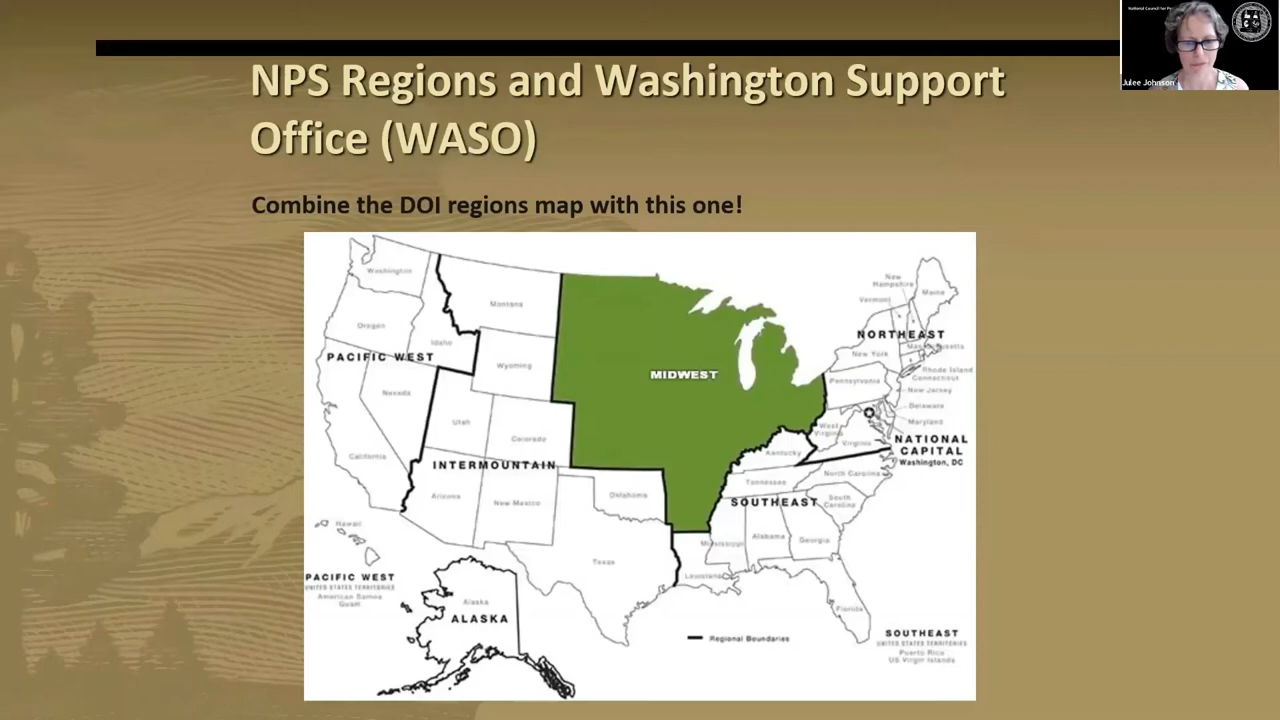 National Council for
Julee Johnson
NPS Regions and Washington Support
Office (WASO)
Combine the DOI regions map with this one!
Washington
Montana
Oregon
Idaho
Wyoming
PACIFIC WEST
Nevada
Utah
Colorado
California
INTERMOUNTAIN
Arizona
New Mexico
Oklahoma
Texas
MIDWEST
New
Hampshire
Maine
Vermont
NORTHEAST
Massachusetts
New York
Rhode Island
Connecticut
Pennsylvania
New Jersey
Delaware
Maryland
West
Virginia
Virginia
NATIONAL
CAPITAL
Washington, DC
Kentucky
North Carolina
Tennessee
SOUTHEAST
South
Carolina
Mississippi
Alabama
Georgia
Louisiana
Florida
Hawaii
PACIFIC WEST
UNITED STATES TERRITORIES
American Samoa
Guam
Alaska
ALASKA
Regional Boundaries
SOUTHEAST
UNITED STATES TERRITORIES
Puerto Rico
US Virgin Islands